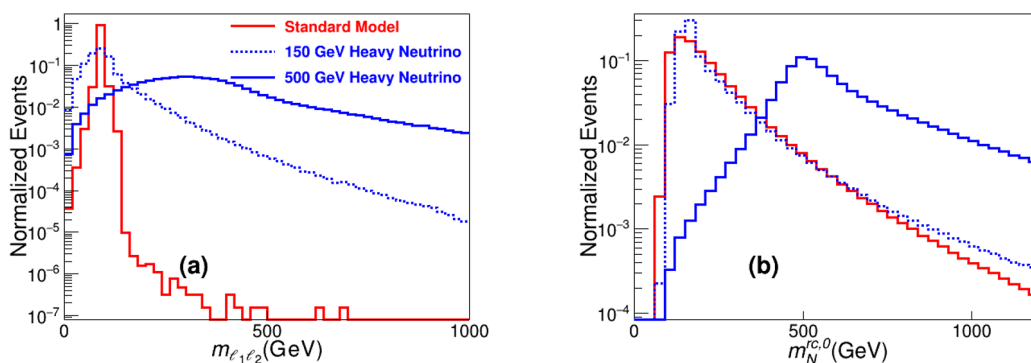 Normalized Events
1
10⁻¹
10⁻²
10⁻³
10⁻⁴
10⁻⁵
10⁻⁶
10⁻⁷
Standard Model
150 GeV Heavy Neutrino
500 GeV Heavy Neutrino
(a)
0 500 1000
m_{ℓ₁ℓ₂}(GeV)
Normalized Events
10⁻¹
10⁻²
10⁻³
10⁻⁴
(b)
0 500 1000
m_N^{rc,0}(GeV)